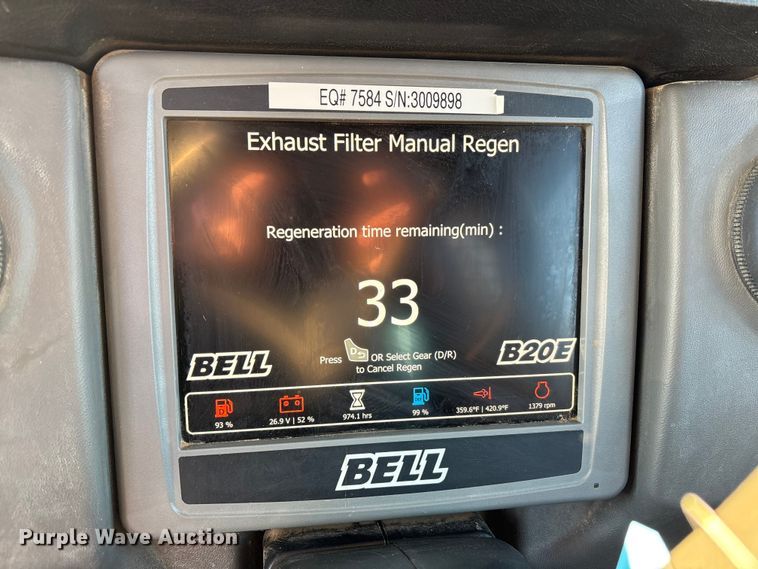 EQ# 7584 S/N:3009898
Exhaust Filter Manual Regen
Regeneration time remaining(min) :
33
Press D OR Select Gear (D/R)
to Cancel Regen
BELL
B20E
93 %
26.9 V | 52 %
974.1 hrs
99 %
359.6°F | 420.9°F
1379 rpm
BELL
Purple Wave Auction